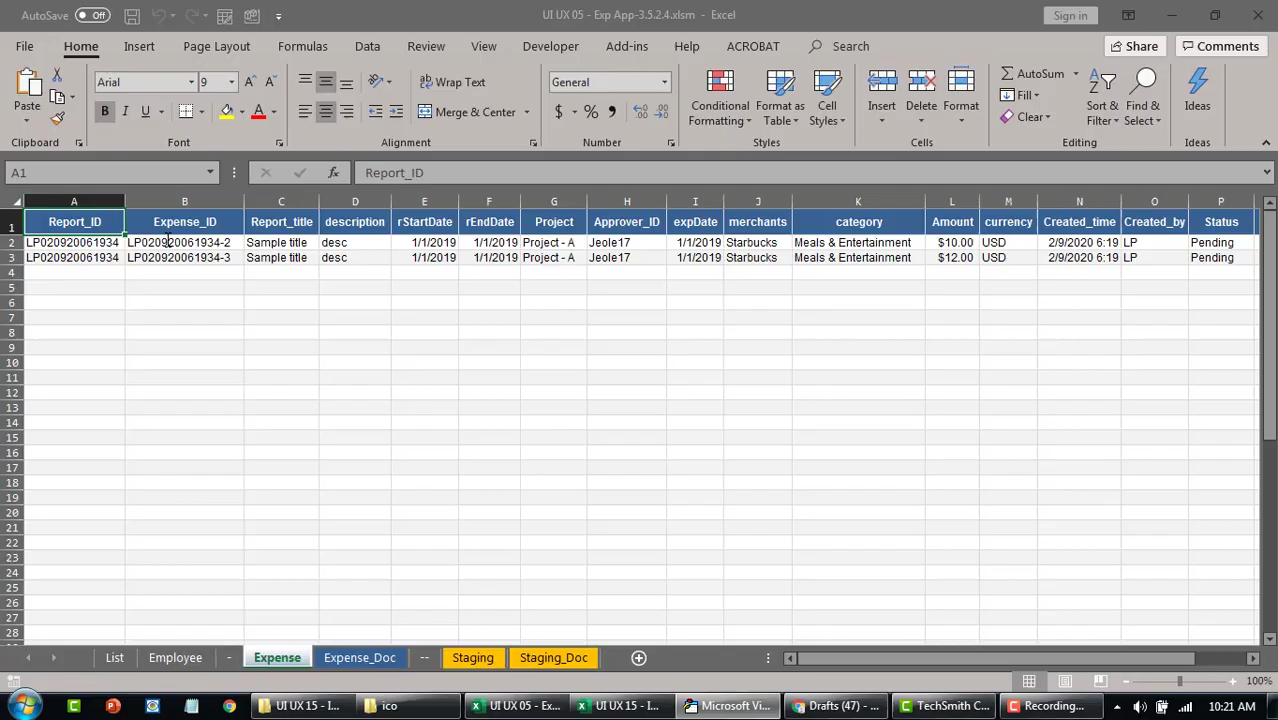 AutoSave Off UI UX 05 - Exp App-3.5.2.4.xlsm - Excel Sign in
File Home Insert Page Layout Formulas Data Review View Developer Add-ins Help ACROBAT Search Share Comments
Paste Arial 9 Wrap Text General Conditional Formatting Format as Table Cell Styles Insert Delete Format AutoSum Fill Clear Sort & Filter Find & Select Ideas
B I U Merge & Center $ % ,
Clipboard Font Alignment Number Styles Cells Editing Ideas
A1 fx Report_ID
A B C D E F G H I J K L M N O P
1 Report_ID Expense_ID Report_title description rStartDate rEndDate Project Approver_ID expDate merchants category Amount currency Created_time Created_by Status
2 LP020920061934 LP020920061934-2 Sample title desc 1/1/2019 1/1/2019 Project - A Jeole17 1/1/2019 Starbucks Meals & Entertainment $10.00 USD 2/9/2020 6:19 LP Pending
3 LP020920061934 LP020920061934-3 Sample title desc 1/1/2019 1/1/2019 Project - A Jeole17 1/1/2019 Starbucks Meals & Entertainment $12.00 USD 2/9/2020 6:19 LP Pending
4
5
6
7
8
9
10
11
12
13
14
15
16
17
18
19
20
21
22
23
24
25
26
27
28
List Employee - Expense Expense_Doc -- Staging Staging_Doc
100%
UI UX 15 - I... ico UI UX 05 - Exp... UI UX 15 - I... Microsoft Vi... Drafts (47) - ... TechSmith C... Recording... 10:21 AM